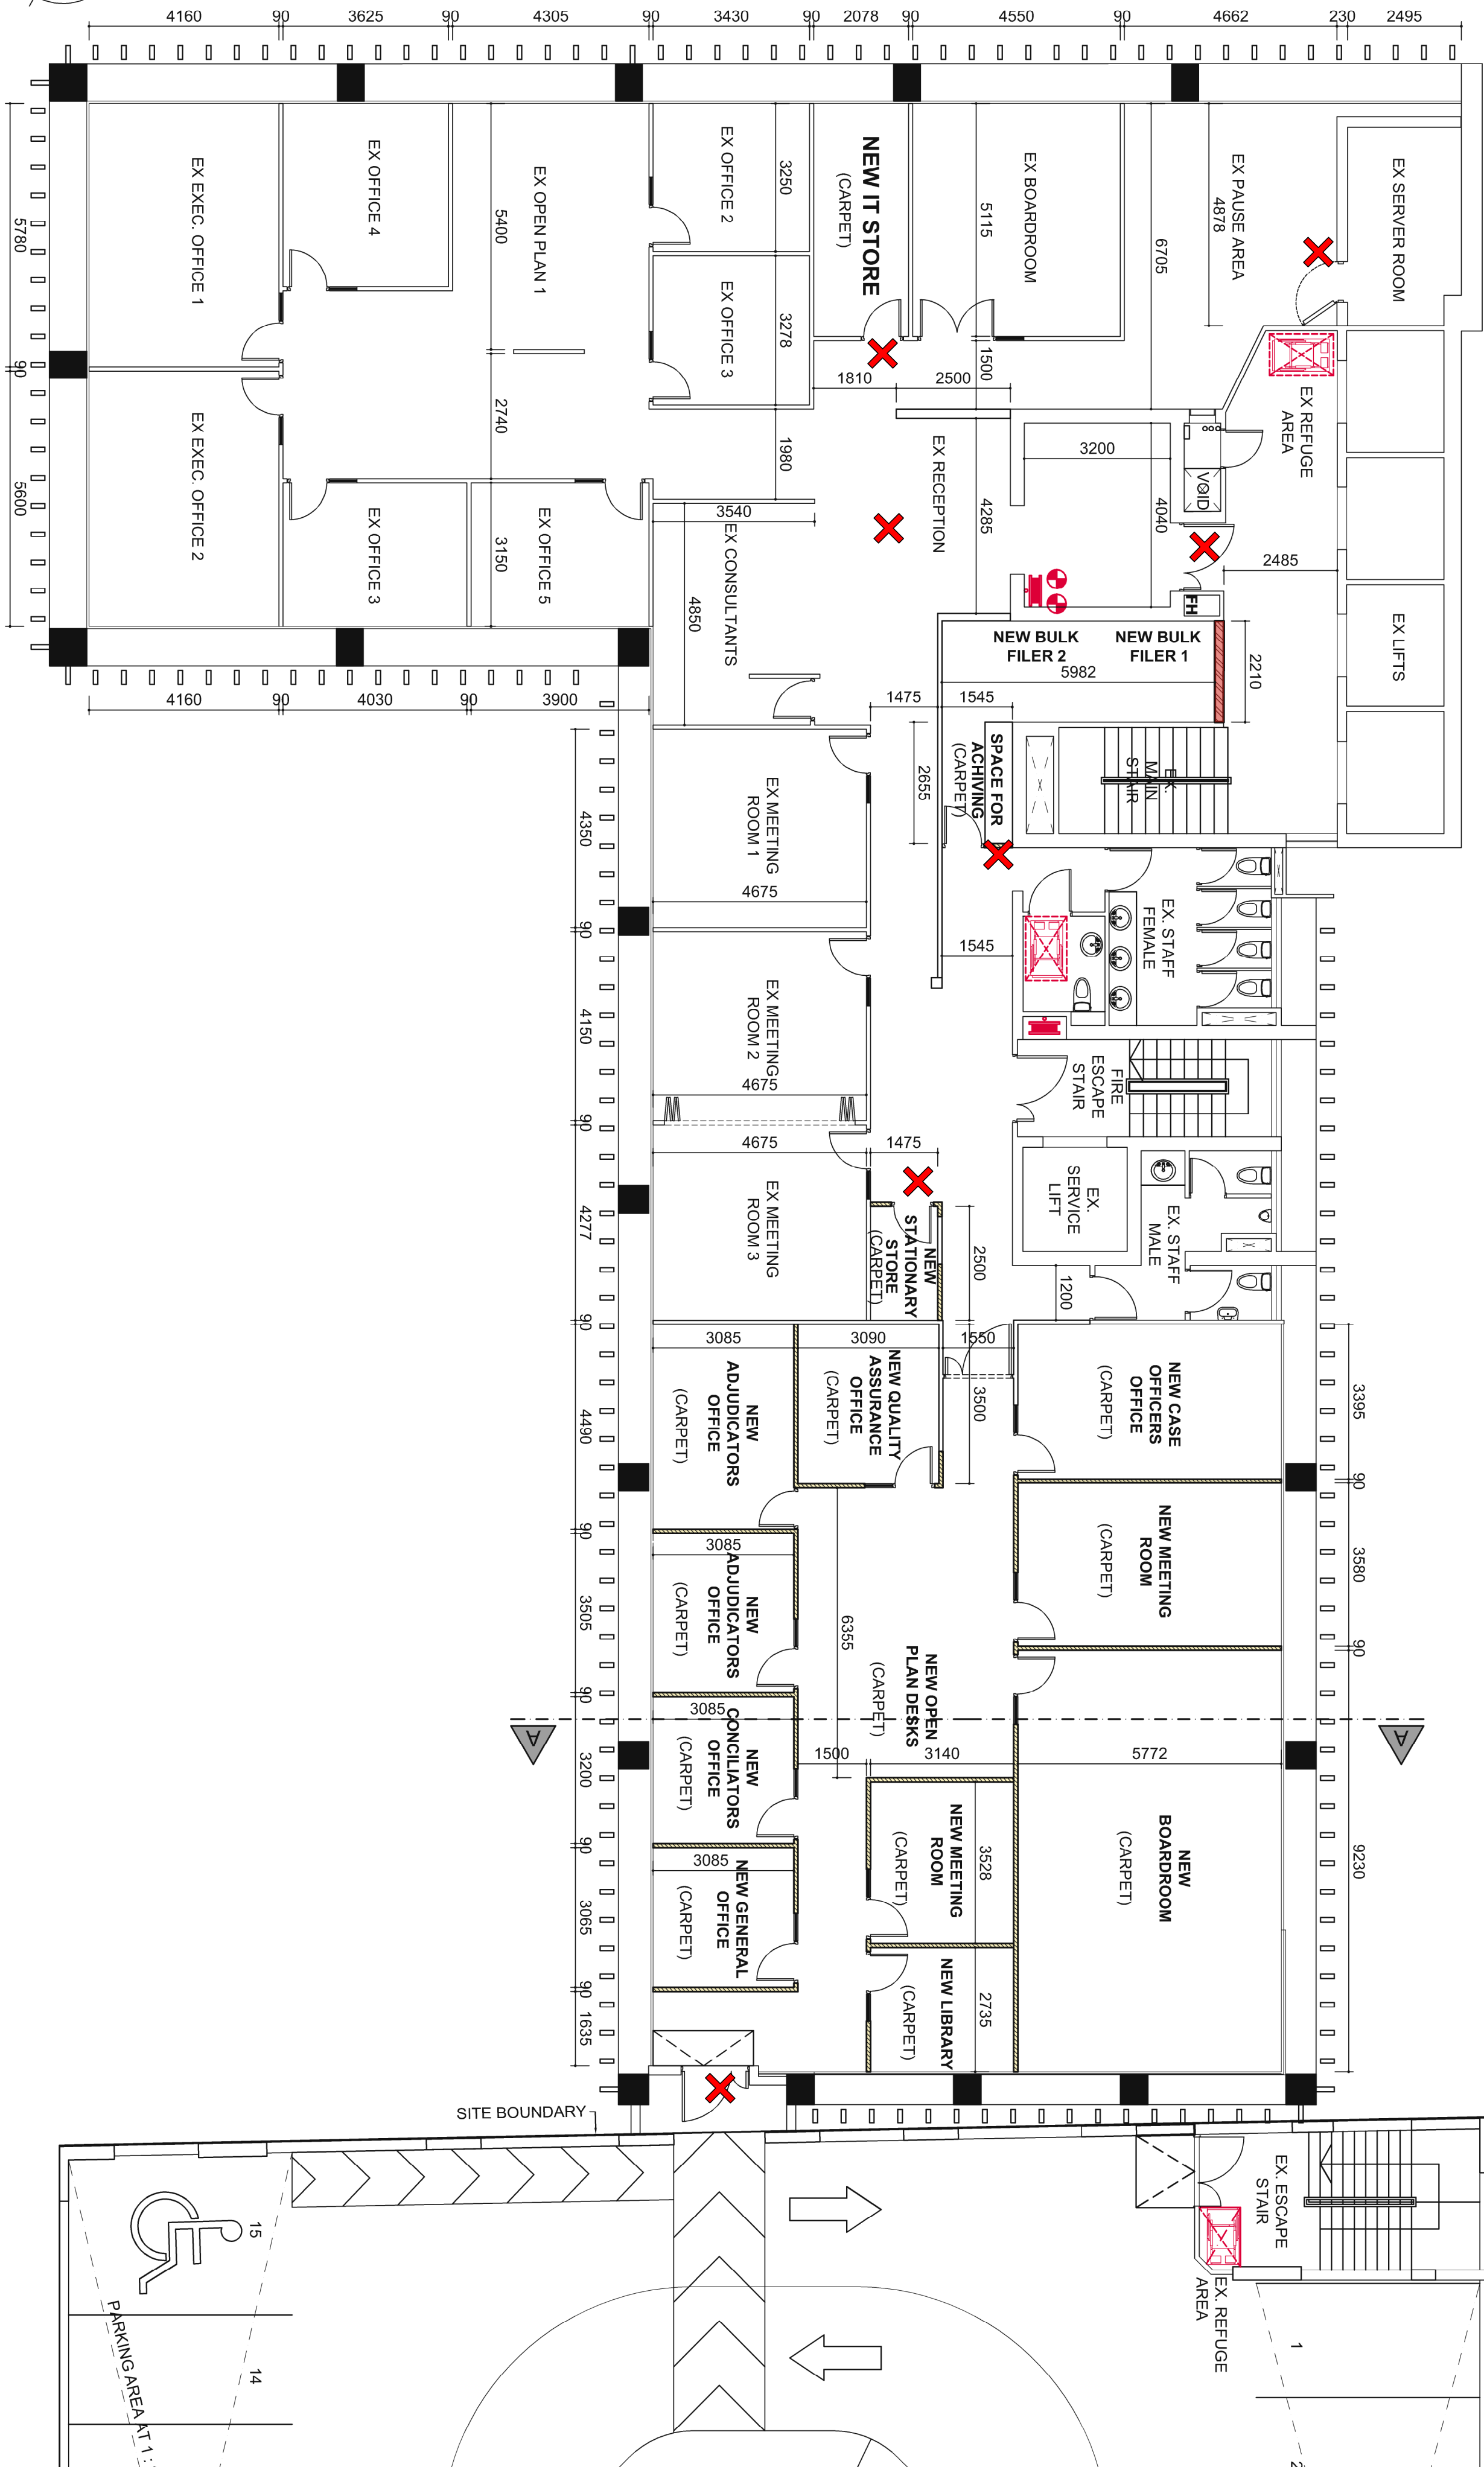 4160
90
3625
90
4305
90
3430
90
2078
90
4550
90
4662
230
2495
EX EXEC. OFFICE 1
EX OFFICE 4
EX OPEN PLAN 1
5400
EX OFFICE 2
3250
NEW IT STORE
(CARPET)
5115
EX BOARDROOM
6705
EX PAUSE AREA
4878
EX SERVER ROOM
EX OFFICE 3
3278
5780
90
5600
2740
1810
2500
1500
EX REFUGE
AREA
EX EXEC. OFFICE 2
EX OFFICE 3
EX OFFICE 5
3150
1980
3540
EX CONSULTANTS
4850
EX RECEPTION
4285
3200
4040
VOID
2485
FH
EX LIFTS
NEW BULK
FILER 2
NEW BULK
FILER 1
5982
2210
4160
90
4030
90
3900
1475
1545
2655
SPACE FOR
ACHIVING
(CARPET)
EX.
MAIN
STAIR
EX MEETING
ROOM 1
4675
4350
90
EX. STAFF
FEMALE
1545
EX MEETING
ROOM 2
4675
4150
90
FIRE
ESCAPE
STAIR
4675
1475
EX MEETING
ROOM 3
4277
90
NEW
STATIONARY
STORE
(CARPET)
2500
EX.
SERVICE
LIFT
EX. STAFF
MALE
1200
3085
3090
1550
3500
NEW
ADJUDICATORS
OFFICE
(CARPET)
4490
90
NEW QUALITY
ASSURANCE
OFFICE
(CARPET)
NEW CASE
OFFICERS
OFFICE
(CARPET)
3395
90
3085
NEW
ADJUDICATORS
OFFICE
(CARPET)
3505
90
6355
NEW MEETING
ROOM
(CARPET)
3580
90
NEW OPEN
PLAN DESKS
(CARPET)
3085
NEW
CONCILIATORS
OFFICE
(CARPET)
3200
90
A
A
1500
3140
5772
NEW
BOARDROOM
(CARPET)
9230
NEW MEETING
ROOM
(CARPET)
3528
3085
NEW GENERAL
OFFICE
(CARPET)
3065
90
1635
NEW LIBRARY
(CARPET)
2735
SITE BOUNDARY
EX. ESCAPE
STAIR
EX. REFUGE
AREA
15
14
PARKING AREA AT 1 :
1
2